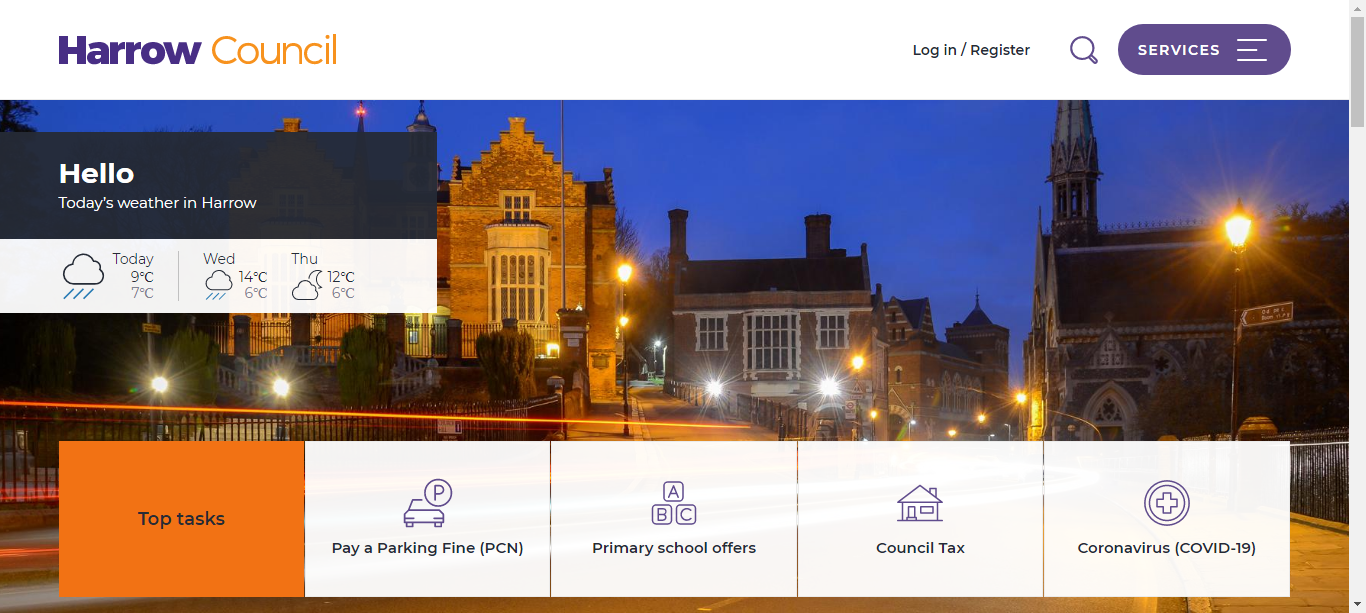 Harrow Council
Log in / Register
SERVICES
Hello
Today's weather in Harrow
Today
9°C
7°C
Wed
14°C
6°C
Thu
12°C
6°C
Top tasks
P
Pay a Parking Fine (PCN)
A
B C
Primary school offers
Council Tax
Coronavirus (COVID-19)